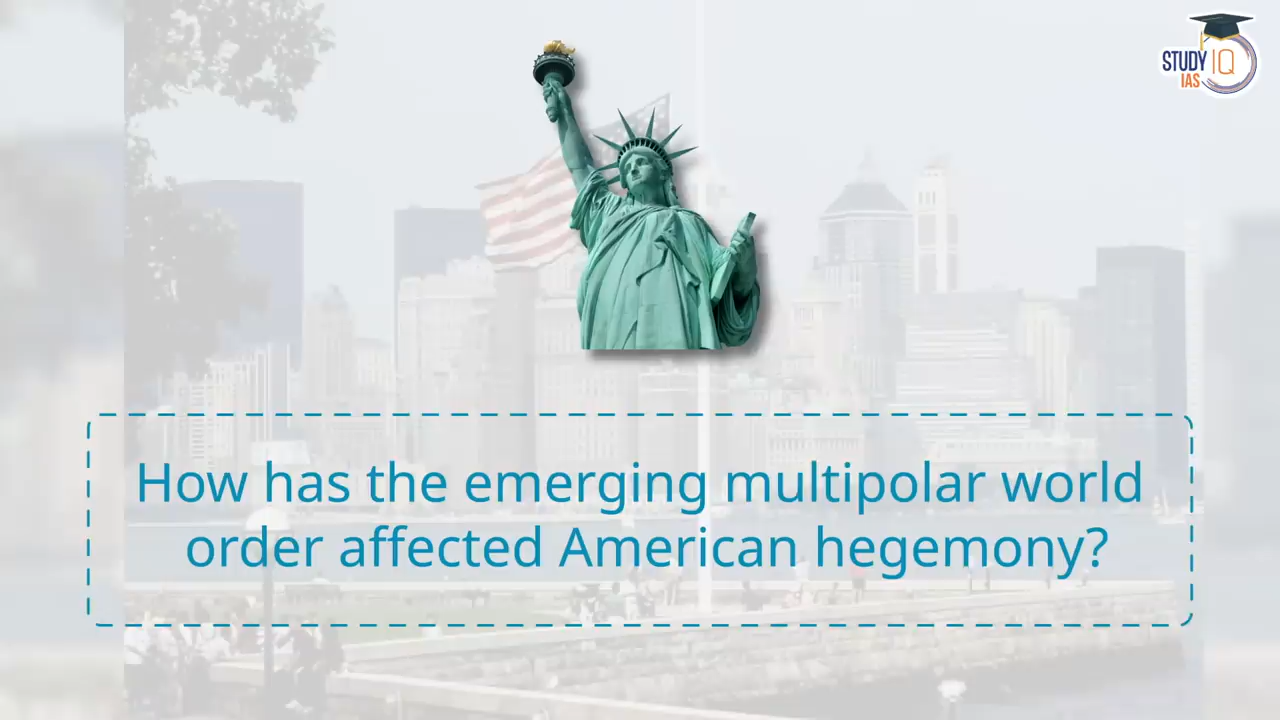 STUDY IQ
IAS
How has the emerging multipolar world
order affected American hegemony?